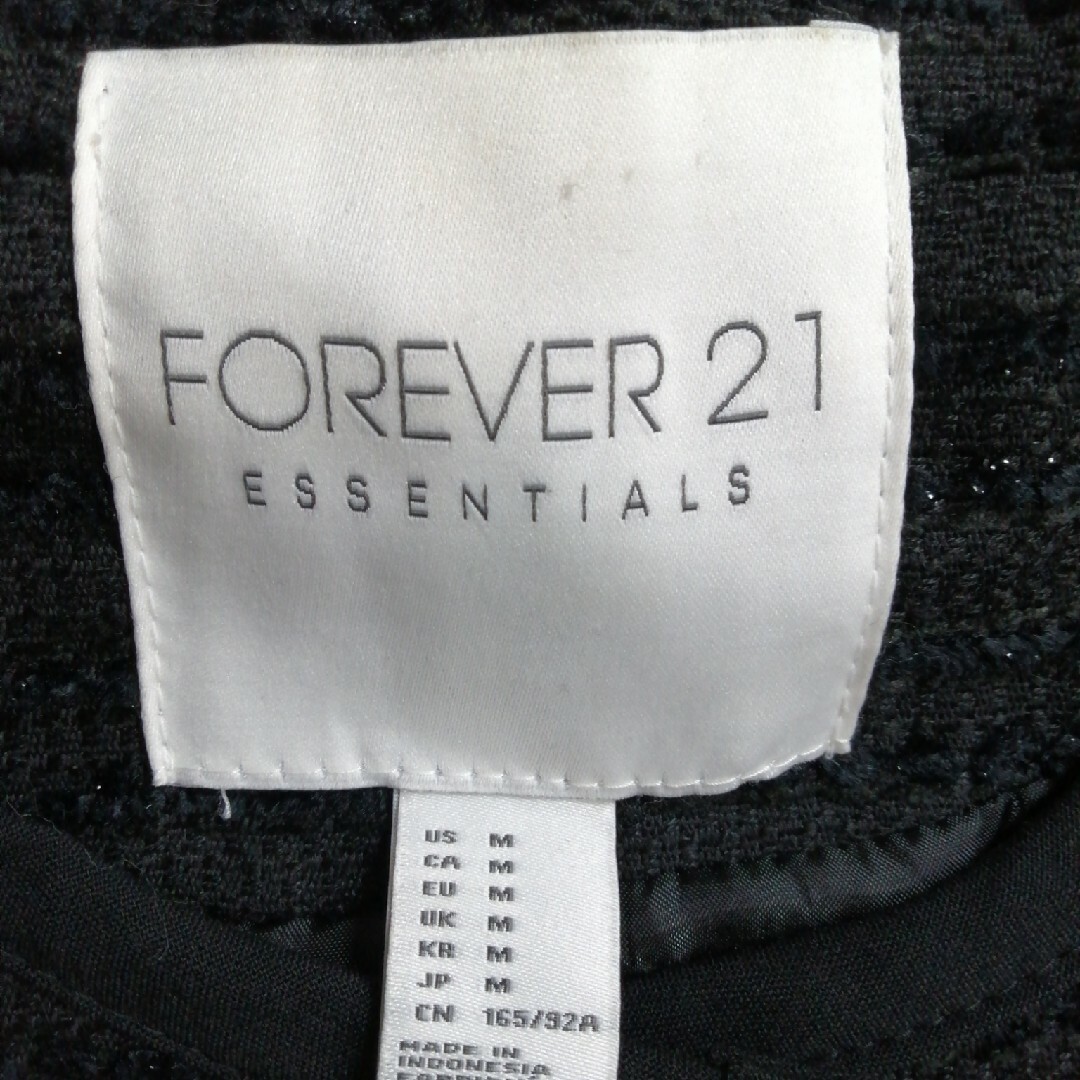 FOREVER 21
ESSENTIALS
US M
CA M
EU M
UK M
KR M
JP M
CN 165/92A
MADE IN
INDONESIA